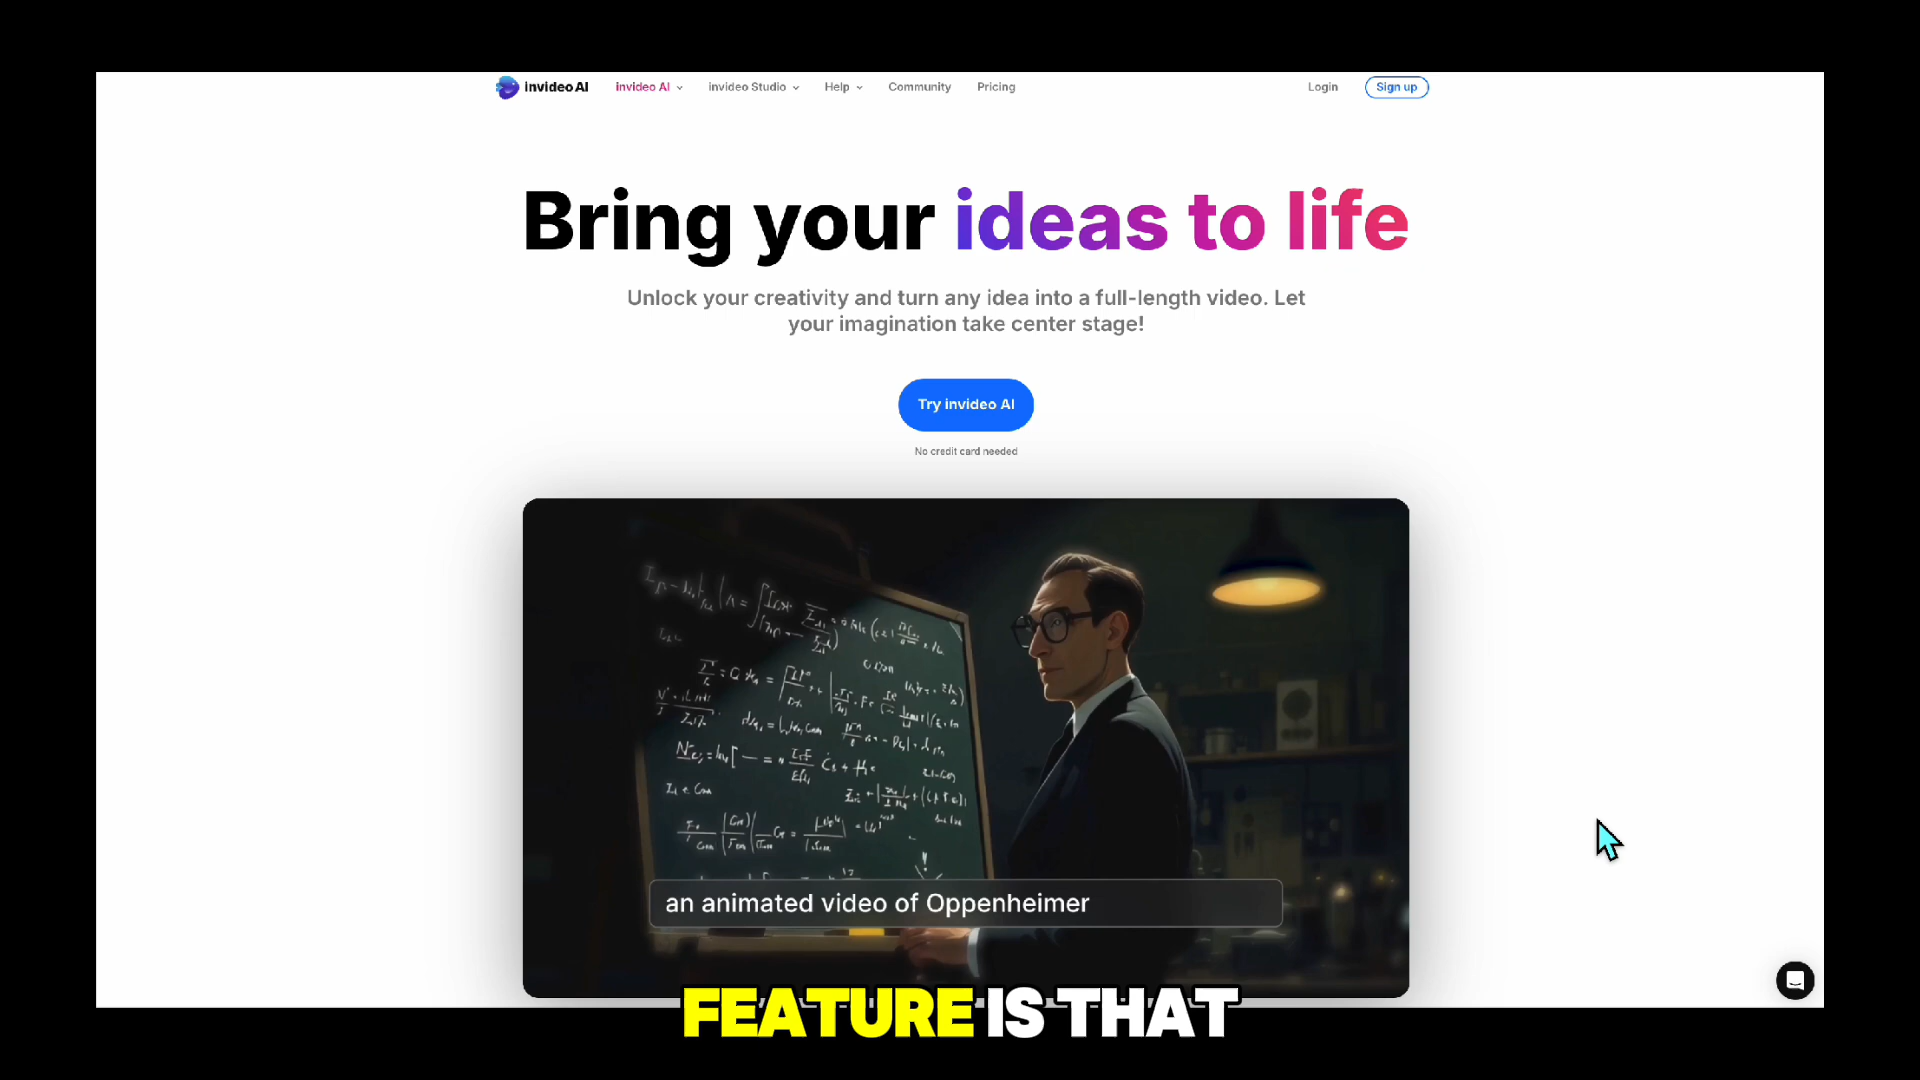 invideo AI
invideo AI
invideo Studio
Help
Community
Pricing
Login
Sign up
Bring your ideas to life
Unlock your creativity and turn any idea into a full-length video. Let
your imagination take center stage!
Try invideo AI
No credit card needed
an animated video of Oppenheimer
FEATURE IS THAT